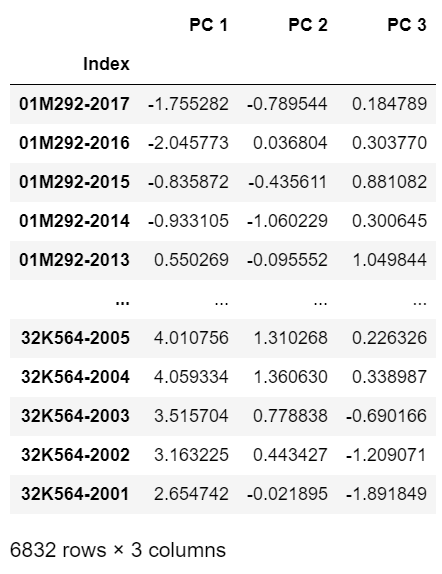 PC 1 PC 2 PC 3
Index
01M292-2017 -1.755282 -0.789544 0.184789
01M292-2016 -2.045773 0.036804 0.303770
01M292-2015 -0.835872 -0.435611 0.881082
01M292-2014 -0.933105 -1.060229 0.300645
01M292-2013 0.550269 -0.095552 1.049844
... ... ... ...
32K564-2005 4.010756 1.310268 0.226326
32K564-2004 4.059334 1.360630 0.338987
32K564-2003 3.515704 0.778838 -0.690166
32K564-2002 3.163225 0.443427 -1.209071
32K564-2001 2.654742 -0.021895 -1.891849
6832 rows × 3 columns